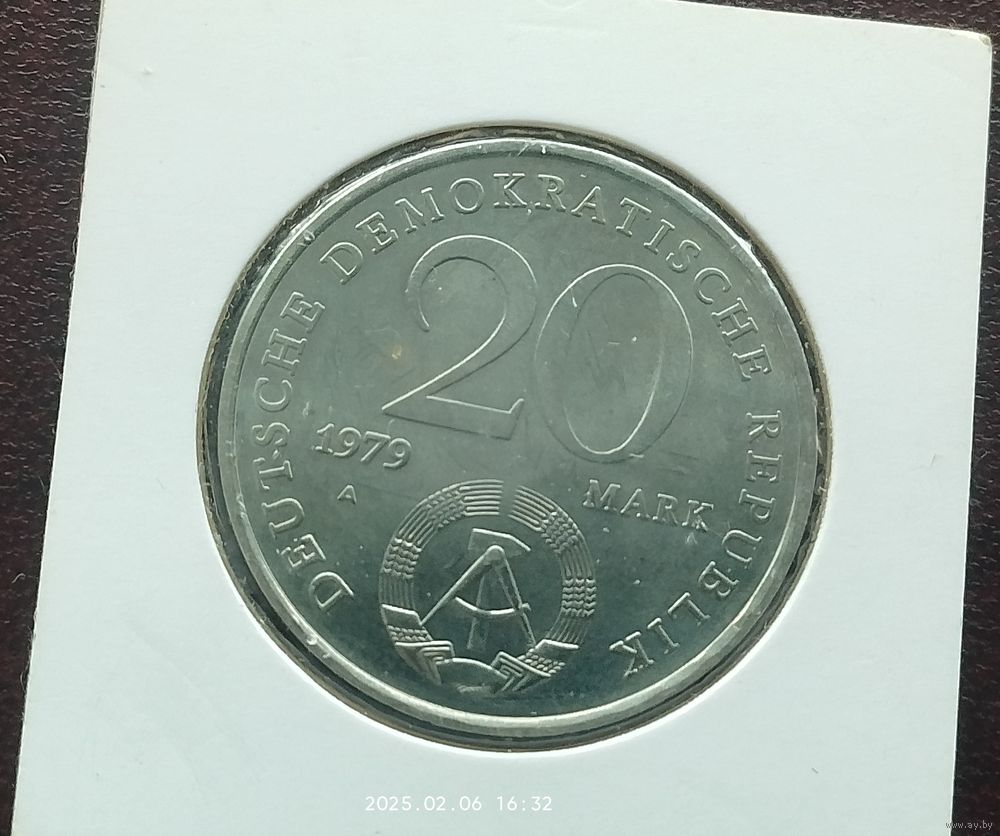 DEUTSCHE DEMOKRATISCHE REPUBLIK
20
1979
A
MARK
2025.02.06 16:32
www.ay.by